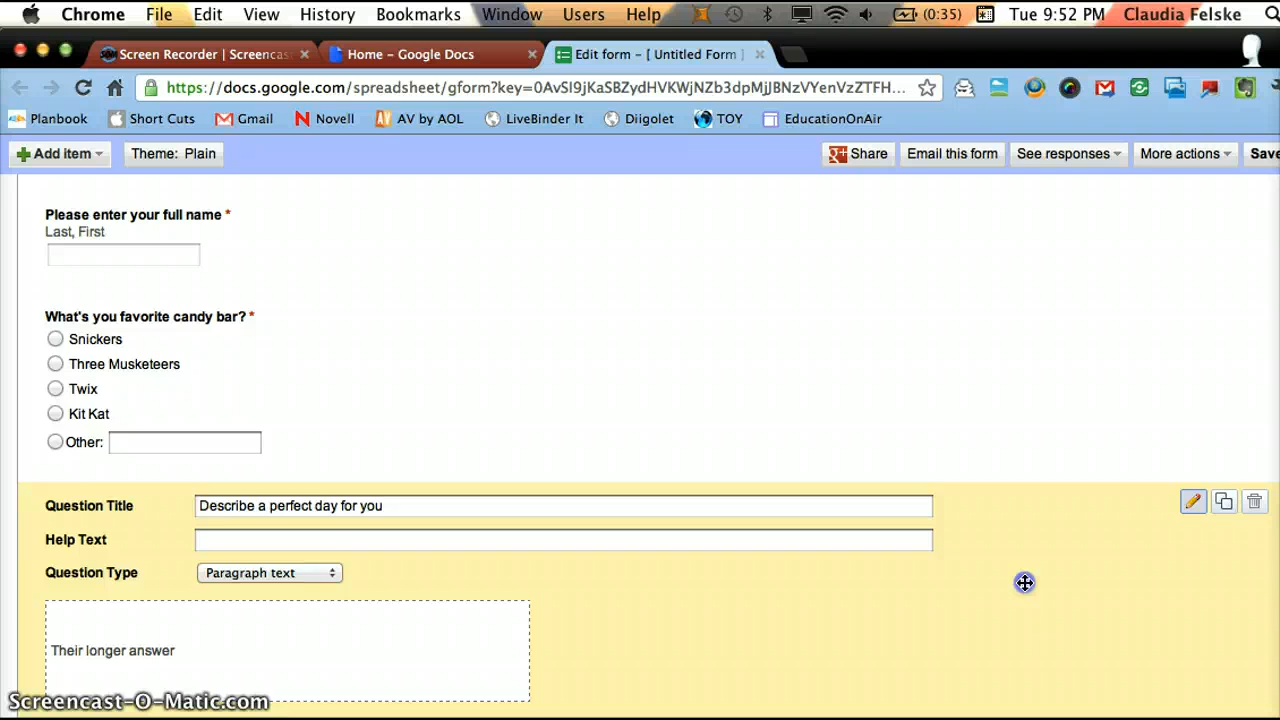 Chrome File Edit View History Bookmarks Window Users Help (0:35) Tue 9:52 PM Claudia Felske
Screen Recorder | Screencas Home – Google Docs Edit form – [ Untitled Form ]
https://docs.google.com/spreadsheet/gform?key=0AvSI9jKaSBZydHVKWjNZb3dpMjJBNzVYenVzZTFH...
Planbook Short Cuts Gmail Novell AV by AOL LiveBinder It Diigolet TOY EducationOnAir
Add item Theme: Plain Share Email this form See responses More actions Save
Please enter your full name *
Last, First
What's you favorite candy bar? *
Snickers
Three Musketeers
Twix
Kit Kat
Other:
Question Title Describe a perfect day for you
Help Text
Question Type Paragraph text
Their longer answer
Screencast-O-Matic.com